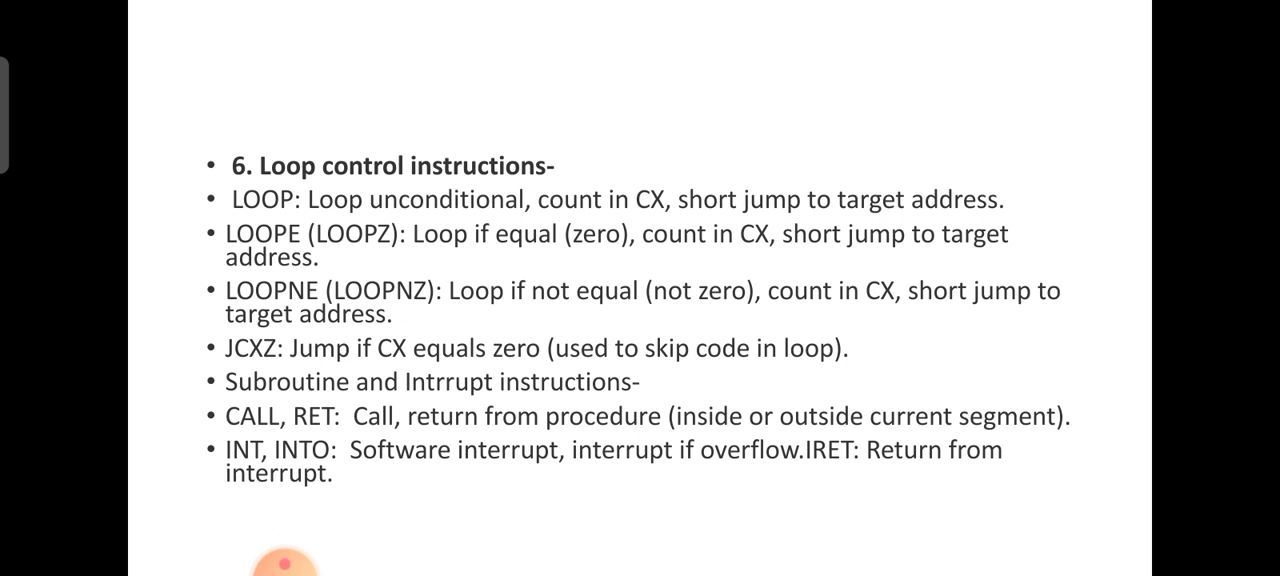 • 6. Loop control instructions-
• LOOP: Loop unconditional, count in CX, short jump to target address.
• LOOPE (LOOPZ): Loop if equal (zero), count in CX, short jump to target
address.
• LOOPNE (LOOPNZ): Loop if not equal (not zero), count in CX, short jump to
target address.
• JCXZ: Jump if CX equals zero (used to skip code in loop).
• Subroutine and Intrrupt instructions-
• CALL, RET:  Call, return from procedure (inside or outside current segment).
• INT, INTO:  Software interrupt, interrupt if overflow.IRET: Return from
interrupt.